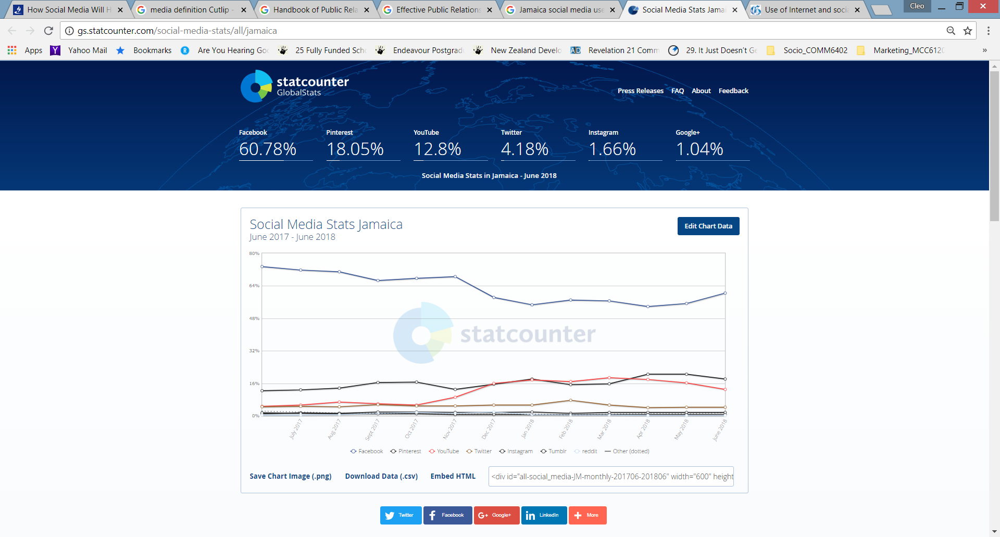 How Social Media Will H
media definition Cutlip -
Handbook of Public Rela
Effective Public Relations
Jamaica social media use
Social Media Stats Jamai
Use of Internet and socia
Cleo
gs.statcounter.com/social-media-stats/all/jamaica
Apps
Yahoo Mail
Bookmarks
R Are You Hearing Go
25 Fully Funded Scho
Endeavour Postgradu
New Zealand Develo
AD Revelation 21 Comm
29. It Just Doesn't Ge
Socio_COMM6402
Marketing_MCC6120
»
statcounter
GlobalStats
Press Releases FAQ About Feedback
Facebook Pinterest YouTube Twitter Instagram Google+
60.78% 18.05% 12.8% 4.18% 1.66% 1.04%
Social Media Stats in Jamaica - June 2018
Social Media Stats Jamaica
June 2017 - June 2018
Edit Chart Data
80%
64%
48%
statcounter
32%
16%
0%
July 2017 Aug 2017 Sept 2017 Oct 2017 Nov 2017 Dec 2017 Jan 2018 Feb 2018 Mar 2018 Apr 2018 May 2018 June 2018
Facebook Pinterest YouTube Twitter Instagram Tumblr reddit Other (dotted)
Save Chart Image (.png) Download Data (.csv) Embed HTML <div id="all-social_media-JM-monthly-201706-201806" width="600" height
Twitter Facebook G+ Google+ in LinkedIn More